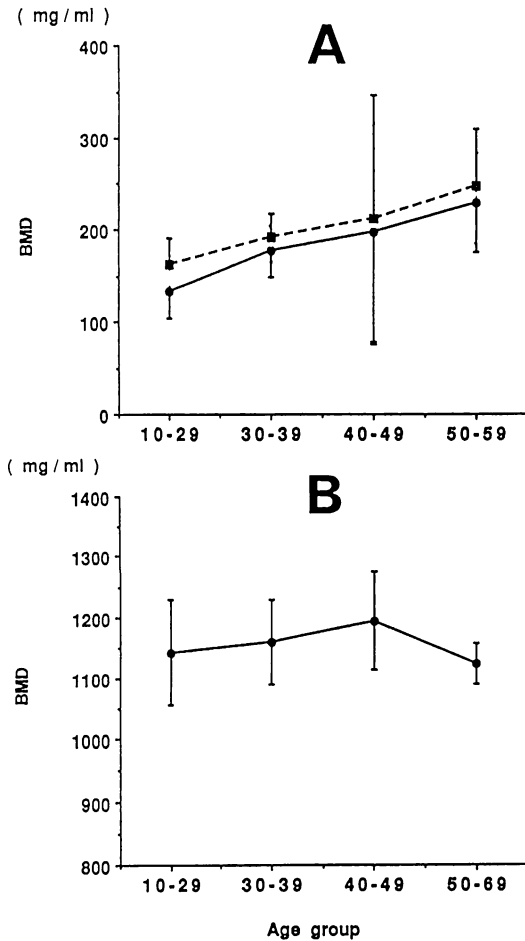 ( mg / ml )
A
400
300
200
100
0
BMD
10-29 30-39 40-49 50-59
( mg / ml )
B
1400
1300
1200
1100
1000
900
800
BMD
10-29 30-39 40-49 50-69
Age group